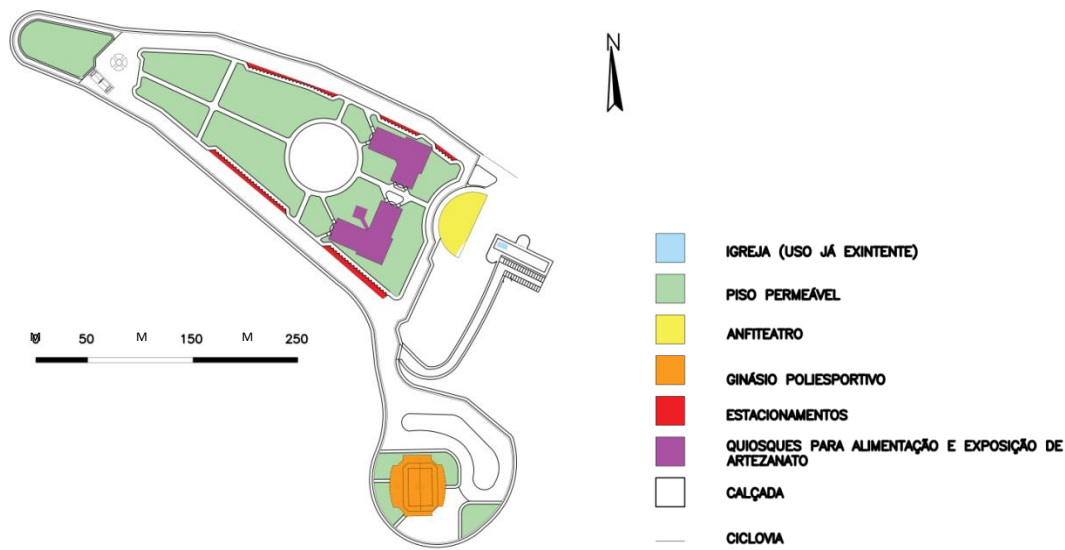 N
IGREJA (USO JÁ EXINTENTE)
PISO PERMEÁVEL
ANFITEATRO
M 50 M 150 M 250
GINÁSIO POLIESPORTIVO
ESTACIONAMENTOS
QUIOSQUES PARA ALIMENTAÇÃO E EXPOSIÇÃO DE
ARTEZANATO
CALÇADA
CICLOVIA